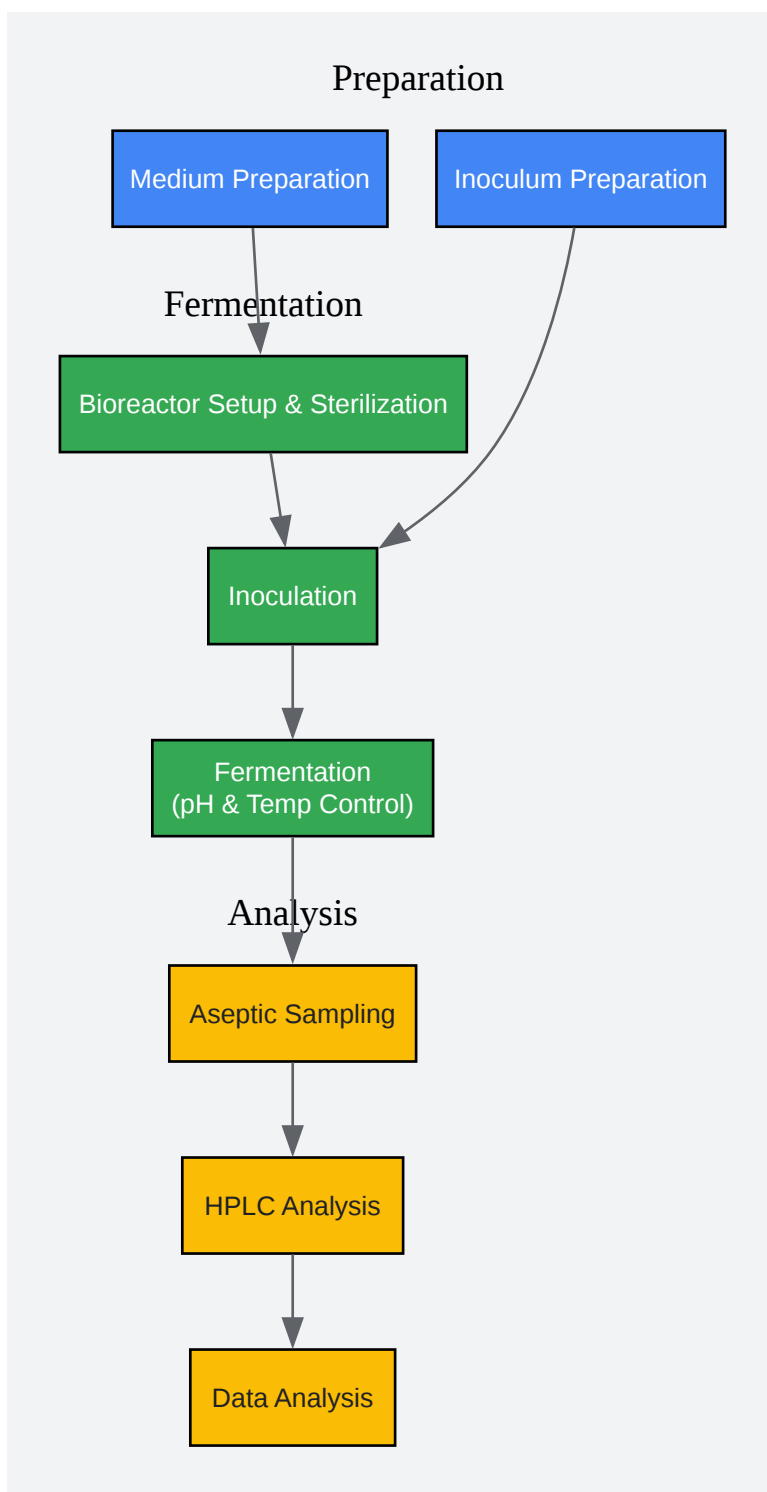 Preparation
Medium Preparation
Inoculum Preparation
Fermentation
Bioreactor Setup & Sterilization
Inoculation
Fermentation
(pH & Temp Control)
Analysis
Aseptic Sampling
HPLC Analysis
Data Analysis